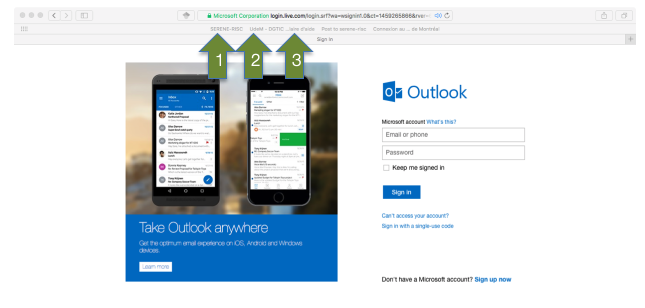 Microsoft Corporation login.live.com/login.srf?wa=wsignin1.0&ct=1459265866&rver=
SERENE-RISC UdeM - DGTIC ...ssés d'aide Post to serene-risc Connexion au ... de Montréal
Sign in
1 2 3
Outlook
Microsoft account What's this?
Email or phone
Password
Keep me signed in
Sign in
Can't access your account?
Sign in with a single-use code
Take Outlook anywhere
Get the optimum email experience on iOS, Android and Windows
devices.
Learn more
Don't have a Microsoft account? Sign up now